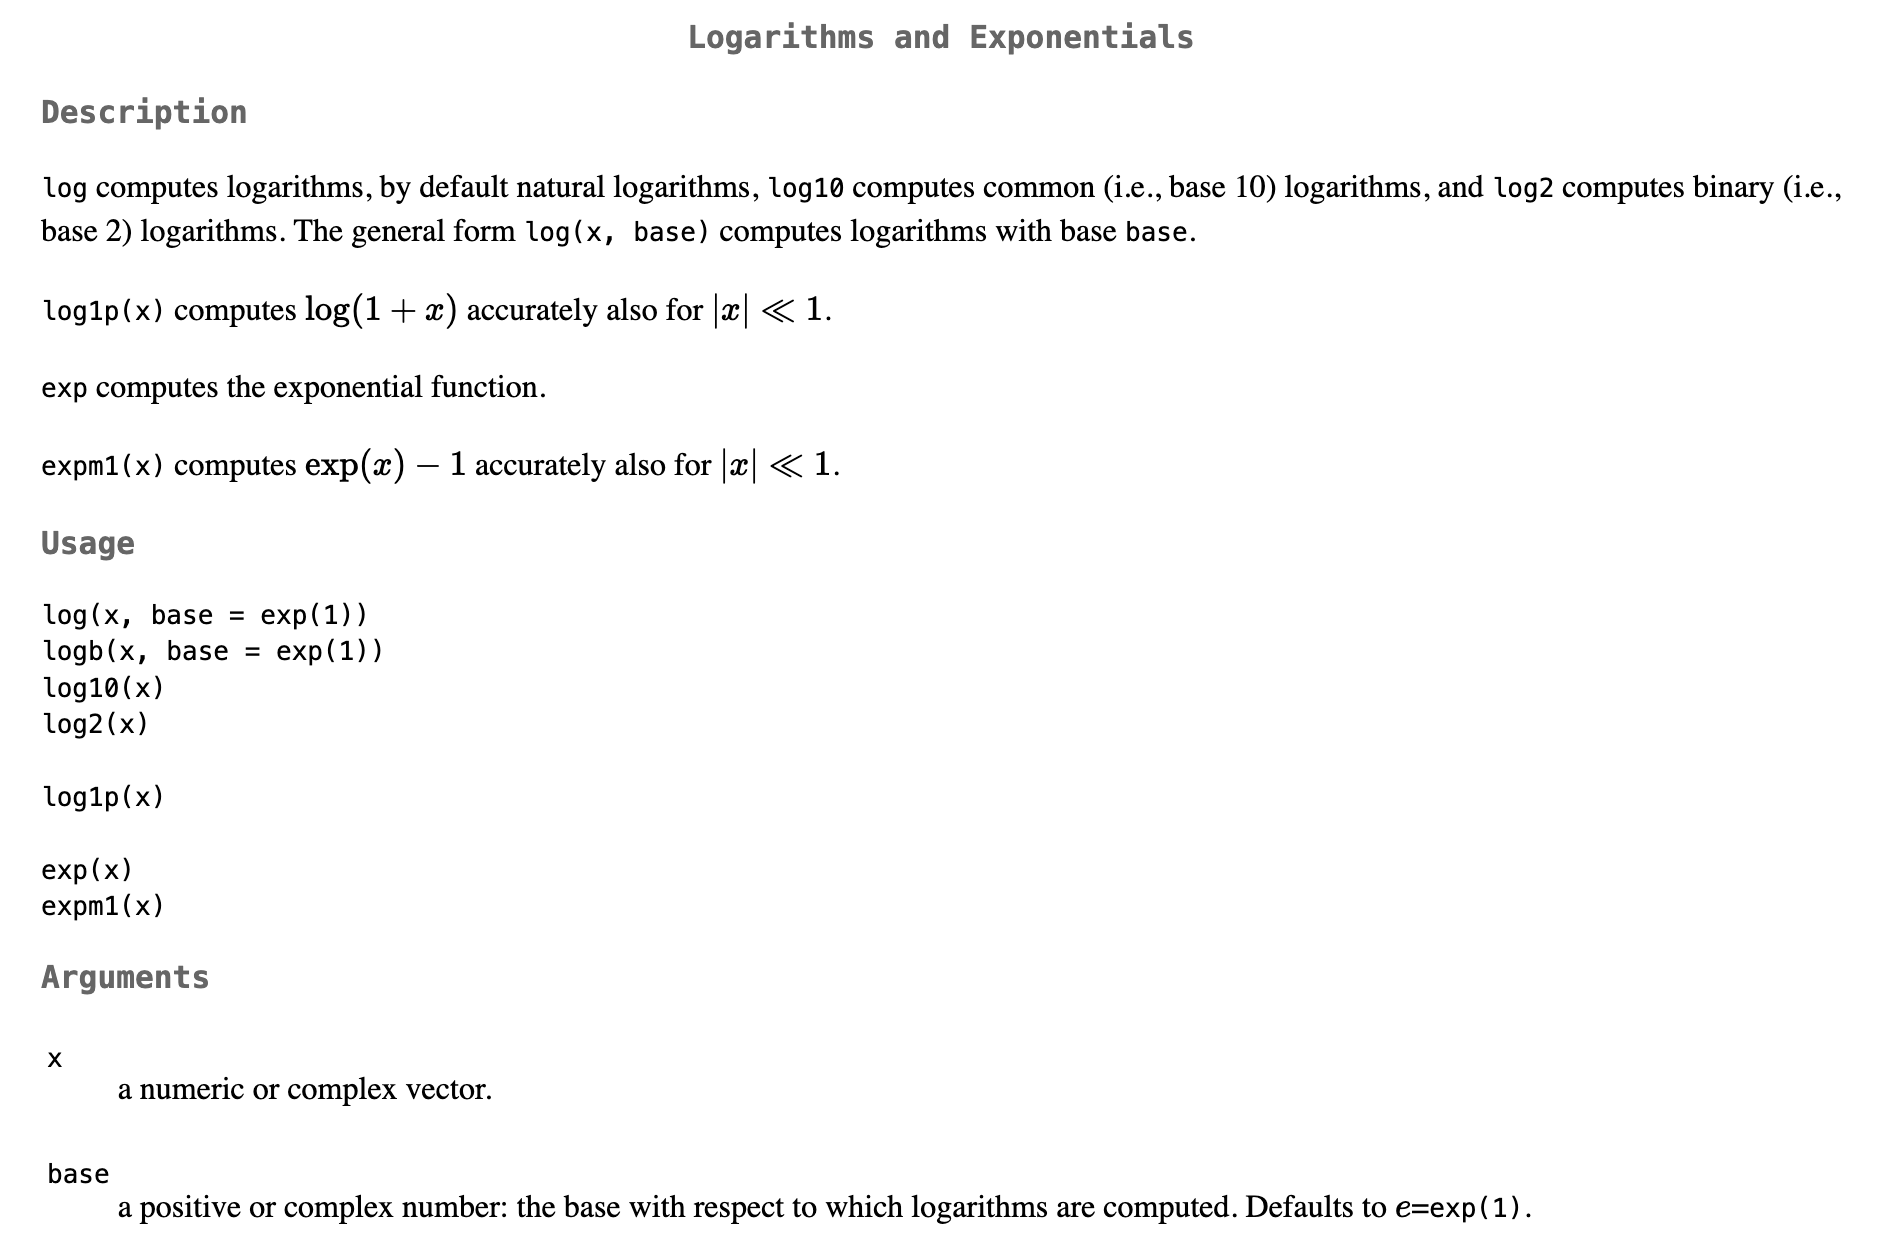 Logarithms and Exponentials
Description
log computes logarithms, by default natural logarithms, log10 computes common (i.e., base 10) logarithms, and log2 computes binary (i.e.,
base 2) logarithms. The general form log(x, base) computes logarithms with base base.
log1p(x) computes log(1 + x) accurately also for |x| ≪ 1.
exp computes the exponential function.
expm1(x) computes exp(x) − 1 accurately also for |x| ≪ 1.
Usage
log(x, base = exp(1))
logb(x, base = exp(1))
log10(x)
log2(x)
log1p(x)
exp(x)
expm1(x)
Arguments
x
a numeric or complex vector.
base
a positive or complex number: the base with respect to which logarithms are computed. Defaults to e=exp(1).